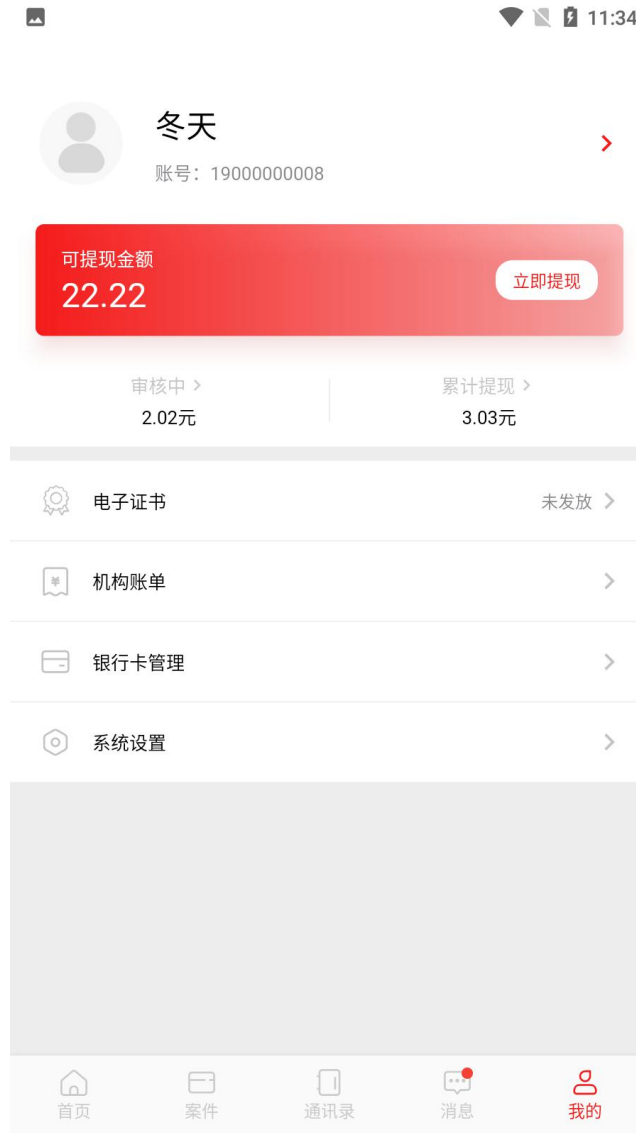 11:34
冬天
账号：19000000008
可提现金额
22.22
立即提现
审核中
累计提现
2.02元
3.03元
电子证书
未发放
机构账单
银行卡管理
系统设置
首页
案件
通讯录
消息
我的